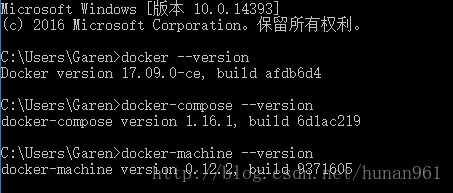 Microsoft Windows [版本 10.0.14393]
(c) 2016 Microsoft Corporation。保留所有权利。
C:\Users\Garen>docker --version
Docker version 17.09.0-ce, build afdb6d4
C:\Users\Garen>docker-compose --version
docker-compose version 1.16.1, build 6d1ac219
C:\Users\Garen>docker-machine --version
docker-machine version 0.12.2, build 9371605
http://blog.csdn.net/hunan961